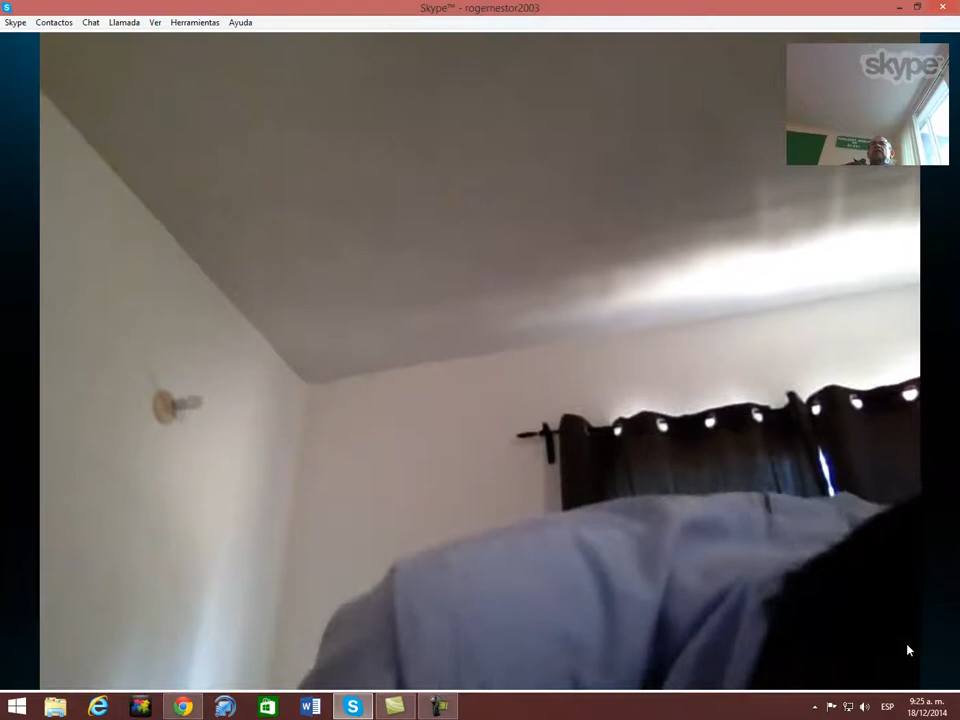 Skype™ - rogernestor2003
Skype Contactos Chat Llamada Ver Herramientas Ayuda
skype
ESP
9:25 a. m.
18/12/2014